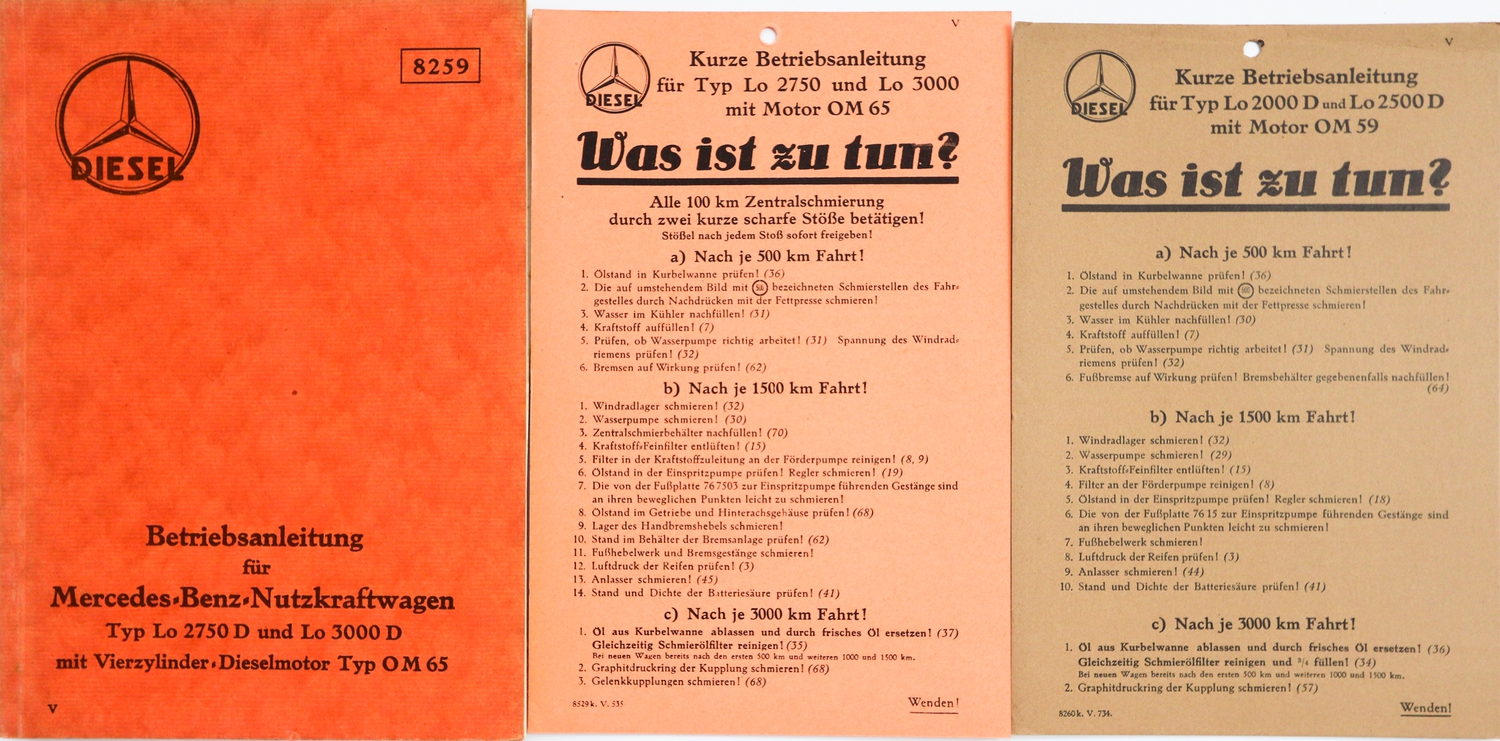 DIESEL
8259
Betriebsanleitung
für
Mercedes-Benz-Nutzkraftwagen
Typ Lo 2750 D und Lo 3000 D
mit Vierzylinder-Dieselmotor Typ OM 65
V
V
DIESEL
Kurze Betriebsanleitung
für Typ Lo 2750 und Lo 3000
mit Motor OM 65
Was ist zu tun?
Alle 100 km Zentralschmierung
durch zwei kurze scharfe Stöße betätigen!
Stößel nach jedem Stoß sofort freigeben!
a) Nach je 500 km Fahrt!
1. Ölstand in Kurbelwanne prüfen! (36)
2. Die auf umstehendem Bild mit 500 bezeichneten Schmierstellen des Fahr-
gestelles durch Nachdrücken mit der Fettpresse schmieren!
3. Wasser im Kühler nachfüllen! (31)
4. Kraftstoff auffüllen! (7)
5. Prüfen, ob Wasserpumpe richtig arbeitet! (31) Spannung des Windrad-
riemens prüfen! (32)
6. Bremsen auf Wirkung prüfen! (62)
b) Nach je 1500 km Fahrt!
1. Windradlager schmieren! (32)
2. Wasserpumpe schmieren! (30)
3. Zentralschmierbehälter nachfüllen! (70)
4. Kraftstoff-Feinfilter entlüften! (15)
5. Filter in der Kraftstoffzuleitung an der Förderpumpe reinigen! (8, 9)
6. Ölstand in der Einspritzpumpe prüfen! Regler schmieren! (19)
7. Die von der Fußplatte 767503 zur Einspritzpumpe führenden Gestänge sind
an ihren beweglichen Punkten leicht zu schmieren!
8. Ölstand im Getriebe und Hinterachsgehäuse prüfen! (68)
9. Lager des Handbremshebels schmieren!
10. Stand im Behälter der Bremsanlage prüfen! (62)
11. Fußhebelwerk und Bremsgestänge schmieren!
12. Luftdruck der Reifen prüfen! (3)
13. Anlasser schmieren! (45)
14. Stand und Dichte der Batteriesäure prüfen! (41)
c) Nach je 3000 km Fahrt!
1. Öl aus Kurbelwanne ablassen und durch frisches Öl ersetzen! (37)
Gleichzeitig Schmierölfilter reinigen! (35)
Bei neuen Wagen bereits nach den ersten 500 km und weiteren 1000 und 1500 km.
2. Graphitdruckring der Kupplung schmieren! (68)
3. Gelenkkupplungen schmieren! (68)
8529k. V. 535
Wenden!
V
DIESEL
Kurze Betriebsanleitung
für Typ Lo 2000 D und Lo 2500 D
mit Motor OM 59
Was ist zu tun?
a) Nach je 500 km Fahrt!
1. Ölstand in Kurbelwanne prüfen! (36)
2. Die auf umstehendem Bild mit 500 bezeichneten Schmierstellen des Fahr-
gestelles durch Nachdrücken mit der Fettpresse schmieren!
3. Wasser im Kühler nachfüllen! (30)
4. Kraftstoff auffüllen! (7)
5. Prüfen, ob Wasserpumpe richtig arbeitet! (31) Spannung des Windrad-
riemens prüfen! (32)
6. Fußbremse auf Wirkung prüfen! Bremsbehälter gegebenenfalls nachfüllen!
(64)
b) Nach je 1500 km Fahrt!
1. Windradlager schmieren! (32)
2. Wasserpumpe schmieren! (29)
3. Kraftstoff-Feinfilter entlüften! (15)
4. Filter an der Förderpumpe reinigen! (8)
5. Ölstand in der Einspritzpumpe prüfen! Regler schmieren! (18)
6. Die von der Fußplatte 76 15 zur Einspritzpumpe führenden Gestänge sind
an ihren beweglichen Punkten leicht zu schmieren!
7. Fußhebelwerk schmieren!
8. Luftdruck der Reifen prüfen! (3)
9. Anlasser schmieren! (44)
10. Stand und Dichte der Batteriesäure prüfen! (41)
c) Nach je 3000 km Fahrt!
1. Öl aus Kurbelwanne ablassen und durch frisches Öl ersetzen! (36)
Gleichzeitig Schmierölfilter reinigen und ¾ füllen! (34)
Bei neuen Wagen bereits nach den ersten 500 km und weiteren 1000 und 1500 km.
2. Graphitdruckring der Kupplung schmieren! (57)
8260k. V. 734.
Wenden!